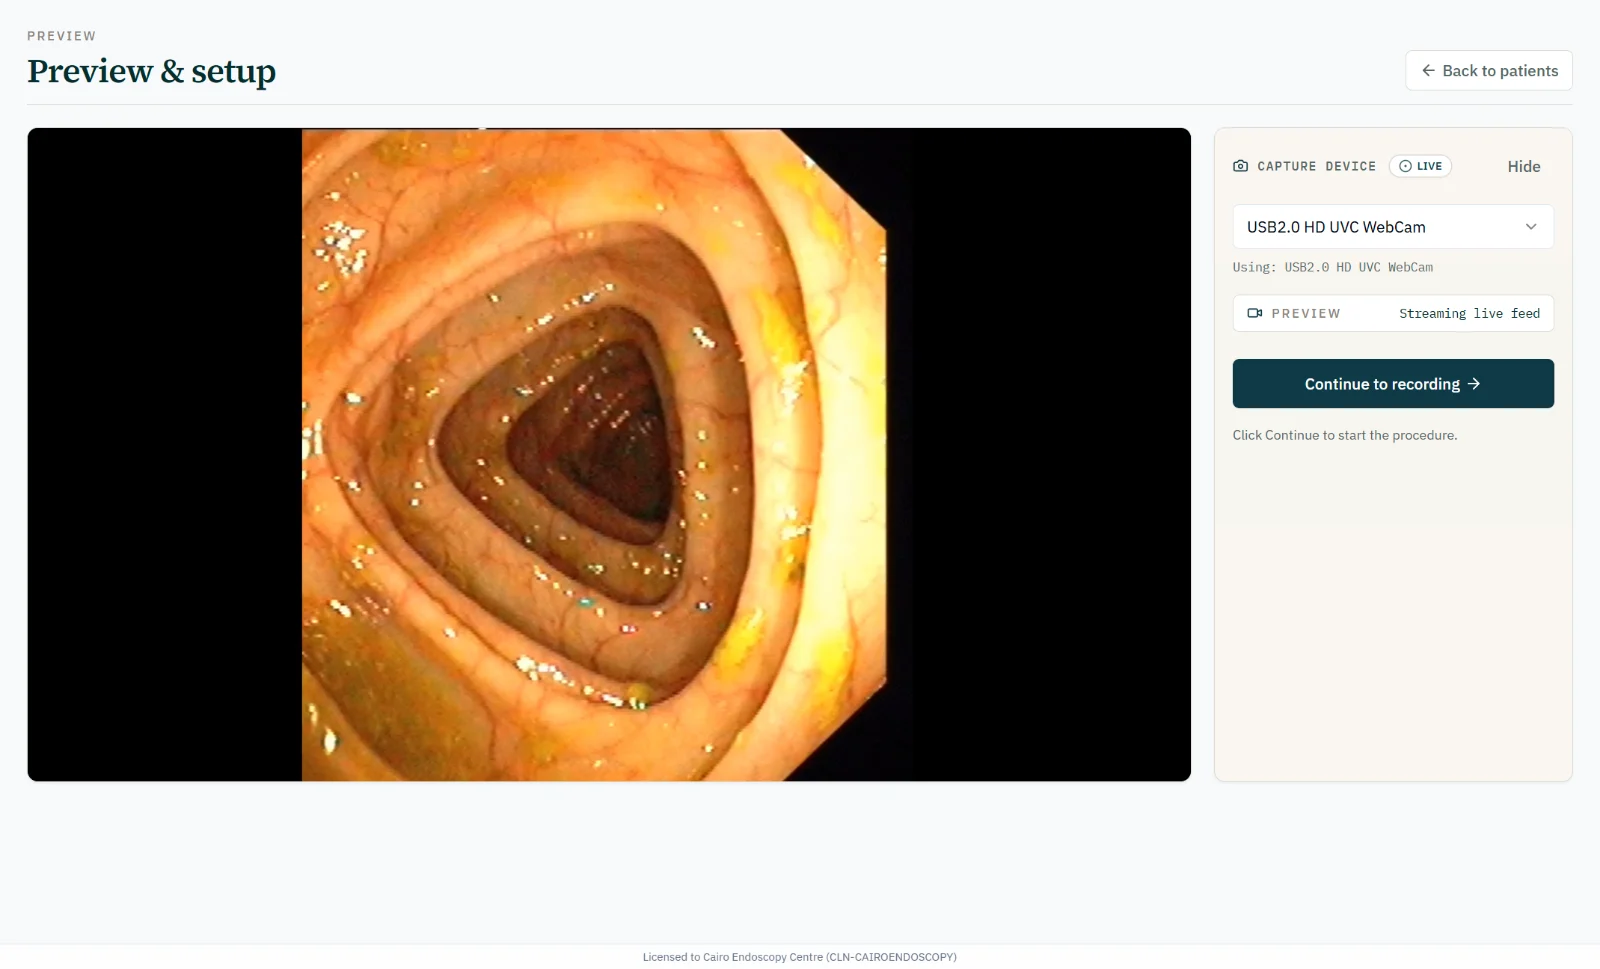 PREVIEW
Preview & setup
← Back to patients
CAPTURE DEVICE
LIVE
Hide
USB2.0 HD UVC WebCam
Using: USB2.0 HD UVC WebCam
PREVIEW
Streaming live feed
Continue to recording →
Click Continue to start the procedure.
Licensed to Cairo Endoscopy Centre (CLN-CAIROENDOSCOPY)